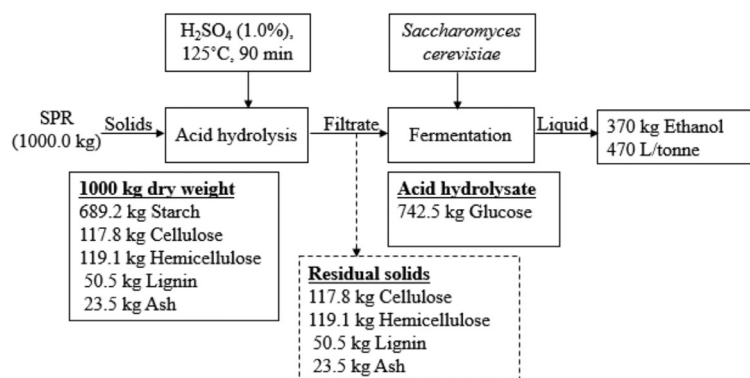 H₂SO₄ (1.0%),
125°C, 90 min
Saccharomyces
cerevisiae
SPR
(1000.0 kg)
Solids
Acid hydrolysis
Filtrate
Fermentation
Liquid
370 kg Ethanol
470 L/tonne
1000 kg dry weight
689.2 kg Starch
117.8 kg Cellulose
119.1 kg Hemicellulose
50.5 kg Lignin
23.5 kg Ash
Acid hydrolysate
742.5 kg Glucose
Residual solids
117.8 kg Cellulose
119.1 kg Hemicellulose
50.5 kg Lignin
23.5 kg Ash